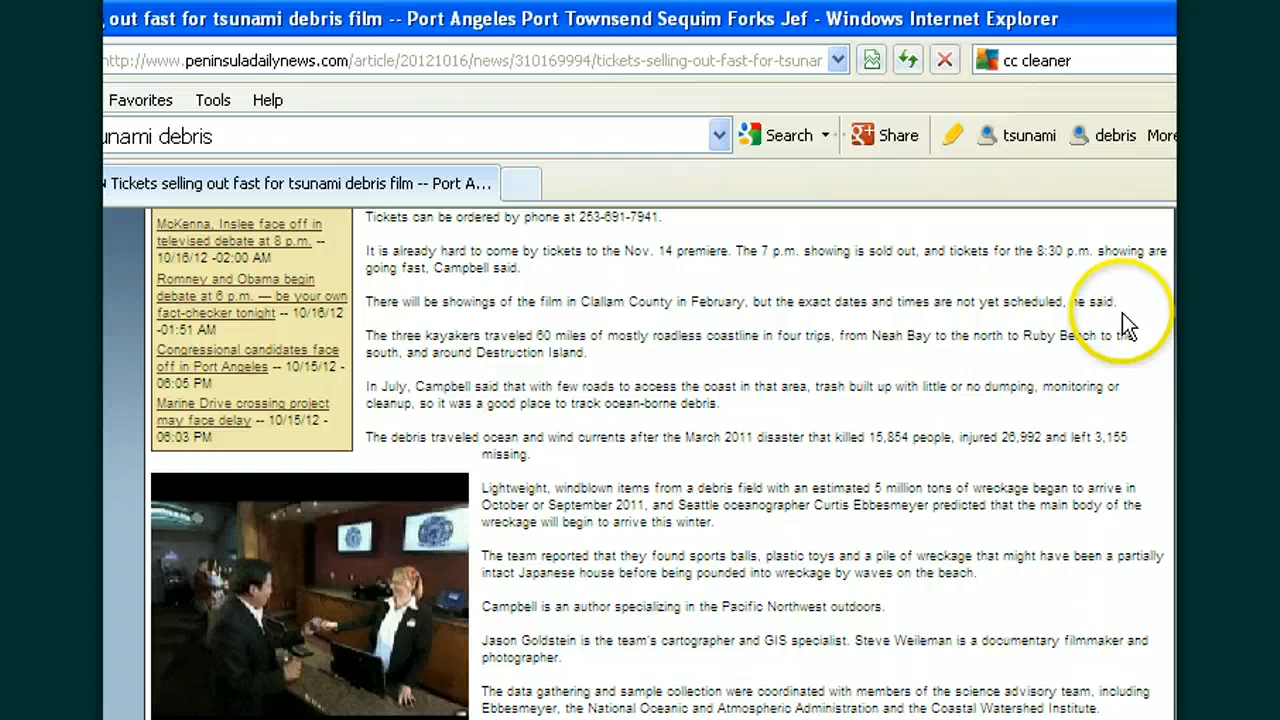 out fast for tsunami debris film -- Port Angeles Port Townsend Sequim Forks Jef - Windows Internet Explorer
http://www.peninsuladailynews.com/article/20121016/news/310169994/tickets-selling-out-fast-for-tsunar
cc cleaner
Favorites Tools Help
unami debris
Search Share tsunami debris More
Tickets selling out fast for tsunami debris film -- Port A...
McKenna, Inslee face off in
televised debate at 8 p.m. --
10/16/12 -02:00 AM
Romney and Obama begin
debate at 6 p.m. — be your own
fact-checker tonight -- 10/16/12
-01:51 AM
Congressional candidates face
off in Port Angeles -- 10/15/12 -
06:05 PM
Marine Drive crossing project
may face delay -- 10/15/12 -
06:03 PM
Tickets can be ordered by phone at 253-691-7941.
It is already hard to come by tickets to the Nov. 14 premiere. The 7 p.m. showing is sold out, and tickets for the 8:30 p.m. showing are
going fast, Campbell said.
There will be showings of the film in Clallam County in February, but the exact dates and times are not yet scheduled, he said.
The three kayakers traveled 60 miles of mostly roadless coastline in four trips, from Neah Bay to the north to Ruby Beach to the
south, and around Destruction Island.
In July, Campbell said that with few roads to access the coast in that area, trash built up with little or no dumping, monitoring or
cleanup, so it was a good place to track ocean-borne debris.
The debris traveled ocean and wind currents after the March 2011 disaster that killed 15,854 people, injured 26,992 and left 3,155
missing.
Lightweight, windblown items from a debris field with an estimated 5 million tons of wreckage began to arrive in
October or September 2011, and Seattle oceanographer Curtis Ebbesmeyer predicted that the main body of the
wreckage will begin to arrive this winter.
The team reported that they found sports balls, plastic toys and a pile of wreckage that might have been a partially
intact Japanese house before being pounded into wreckage by waves on the beach.
Campbell is an author specializing in the Pacific Northwest outdoors.
Jason Goldstein is the team's cartographer and GIS specialist. Steve Weileman is a documentary filmmaker and
photographer.
The data gathering and sample collection were coordinated with members of the science advisory team, including
Ebbesmeyer, the National Oceanic and Atmospheric Administration and the Coastal Watershed Institute.